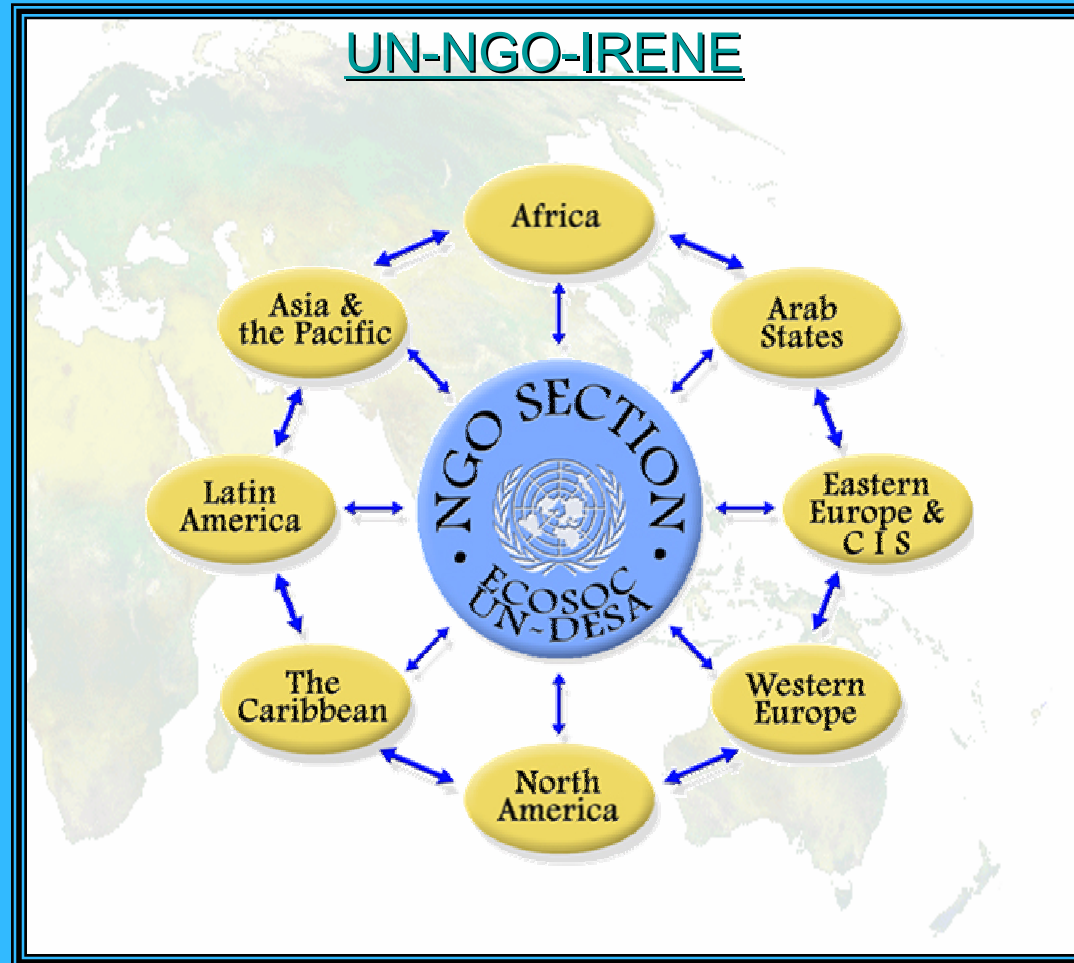 UN-NGO-IRENE
Africa
Asia &
the Pacific
Arab
States
NGO SECTION
ECOSOC
UN-DESA
Latin
America
Eastern
Europe &
C I S
The
Caribbean
Western
Europe
North
America